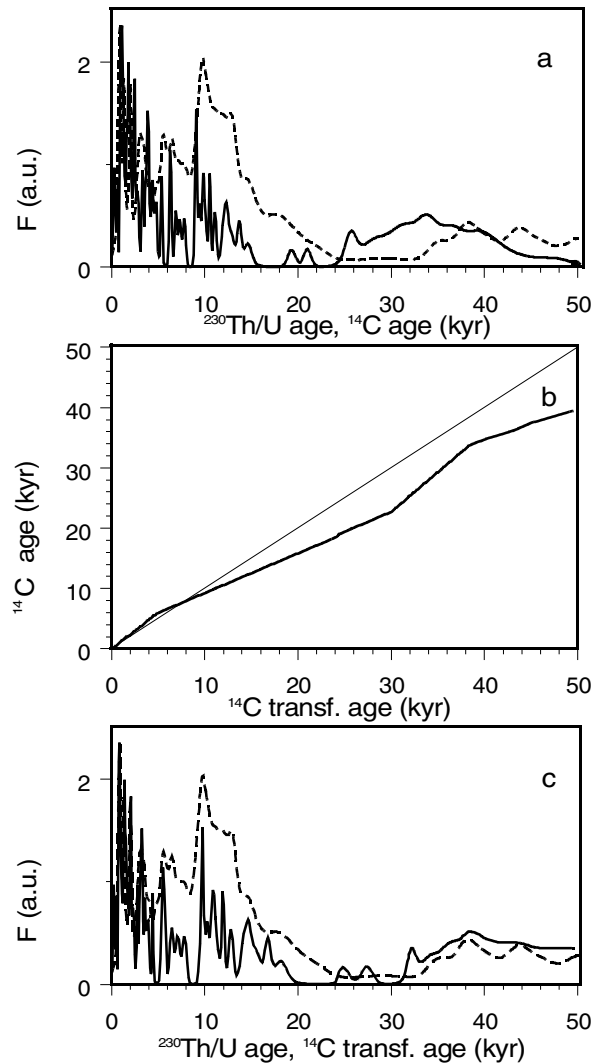 a
2
F (a.u.)
0
0 10 20 30 40 50
²³⁰Th/U age, ¹⁴C age (kyr)
50
b
40
30
¹⁴C age (kyr)
20
10
0
0 10 20 30 40 50
¹⁴C transf. age (kyr)
c
2
F (a.u.)
0
0 10 20 30 40 50
²³⁰Th/U age, ¹⁴C transf. age (kyr)